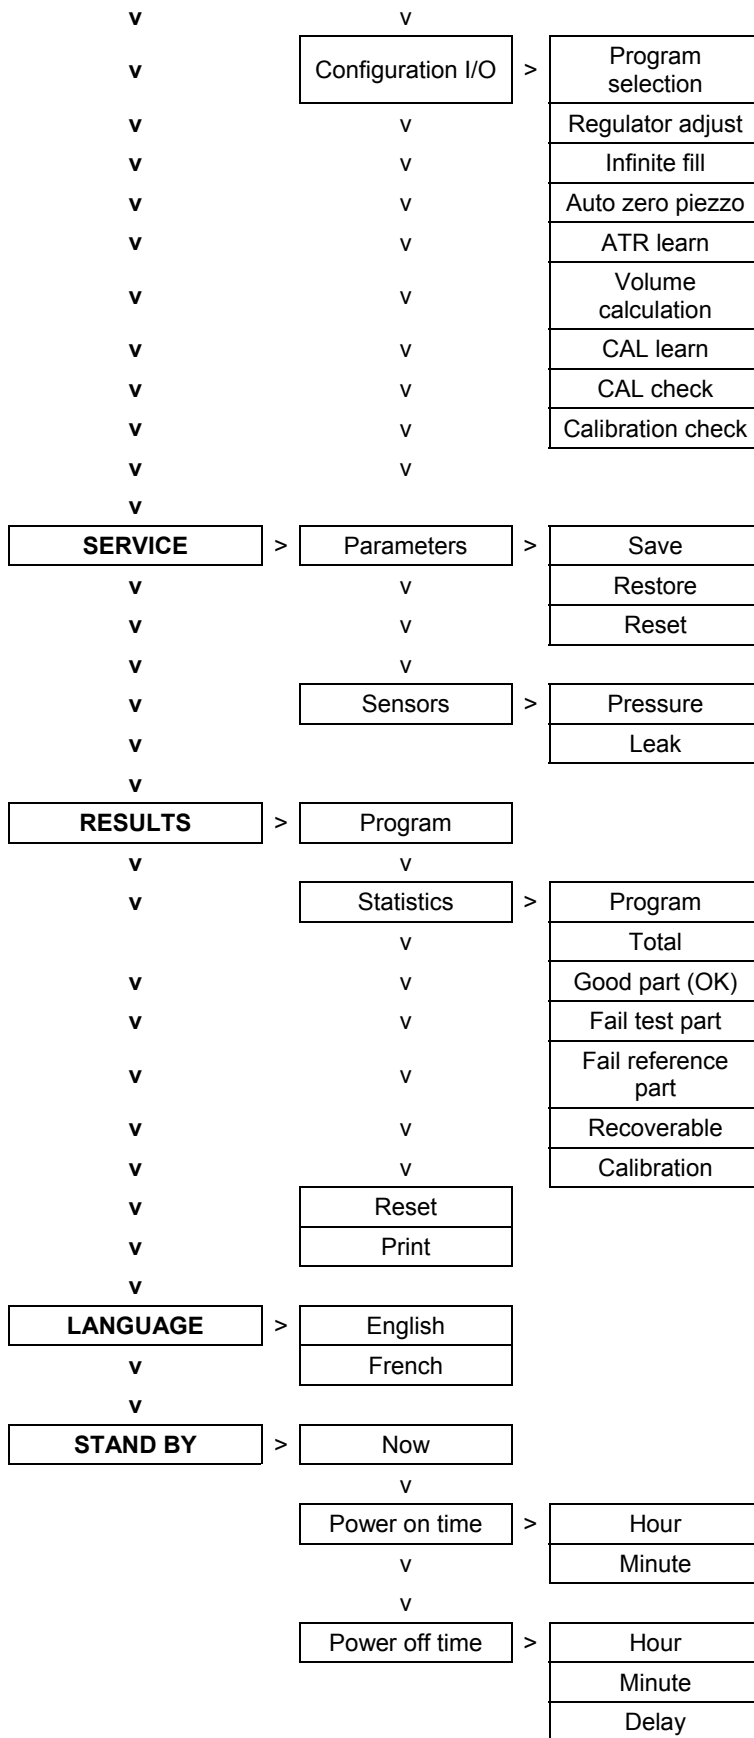 v v
v Configuration I/O > Program selection
v v Regulator adjust
v v Infinite fill
v v Auto zero piezzo
v v ATR learn
v v Volume calculation
v v CAL learn
v v CAL check
v v Calibration check
v v
v
SERVICE > Parameters > Save
v v Restore
v v Reset
v v
v Sensors > Pressure
v Leak
v
RESULTS > Program
v v
v Statistics > Program
v Total
v v Good part (OK)
v v Fail test part
v v Fail reference part
v v Recoverable
v v Calibration
v Reset
v Print
v
LANGUAGE > English
v French
v
STAND BY > Now
v
Power on time > Hour
v Minute
v
Power off time > Hour
Minute
Delay